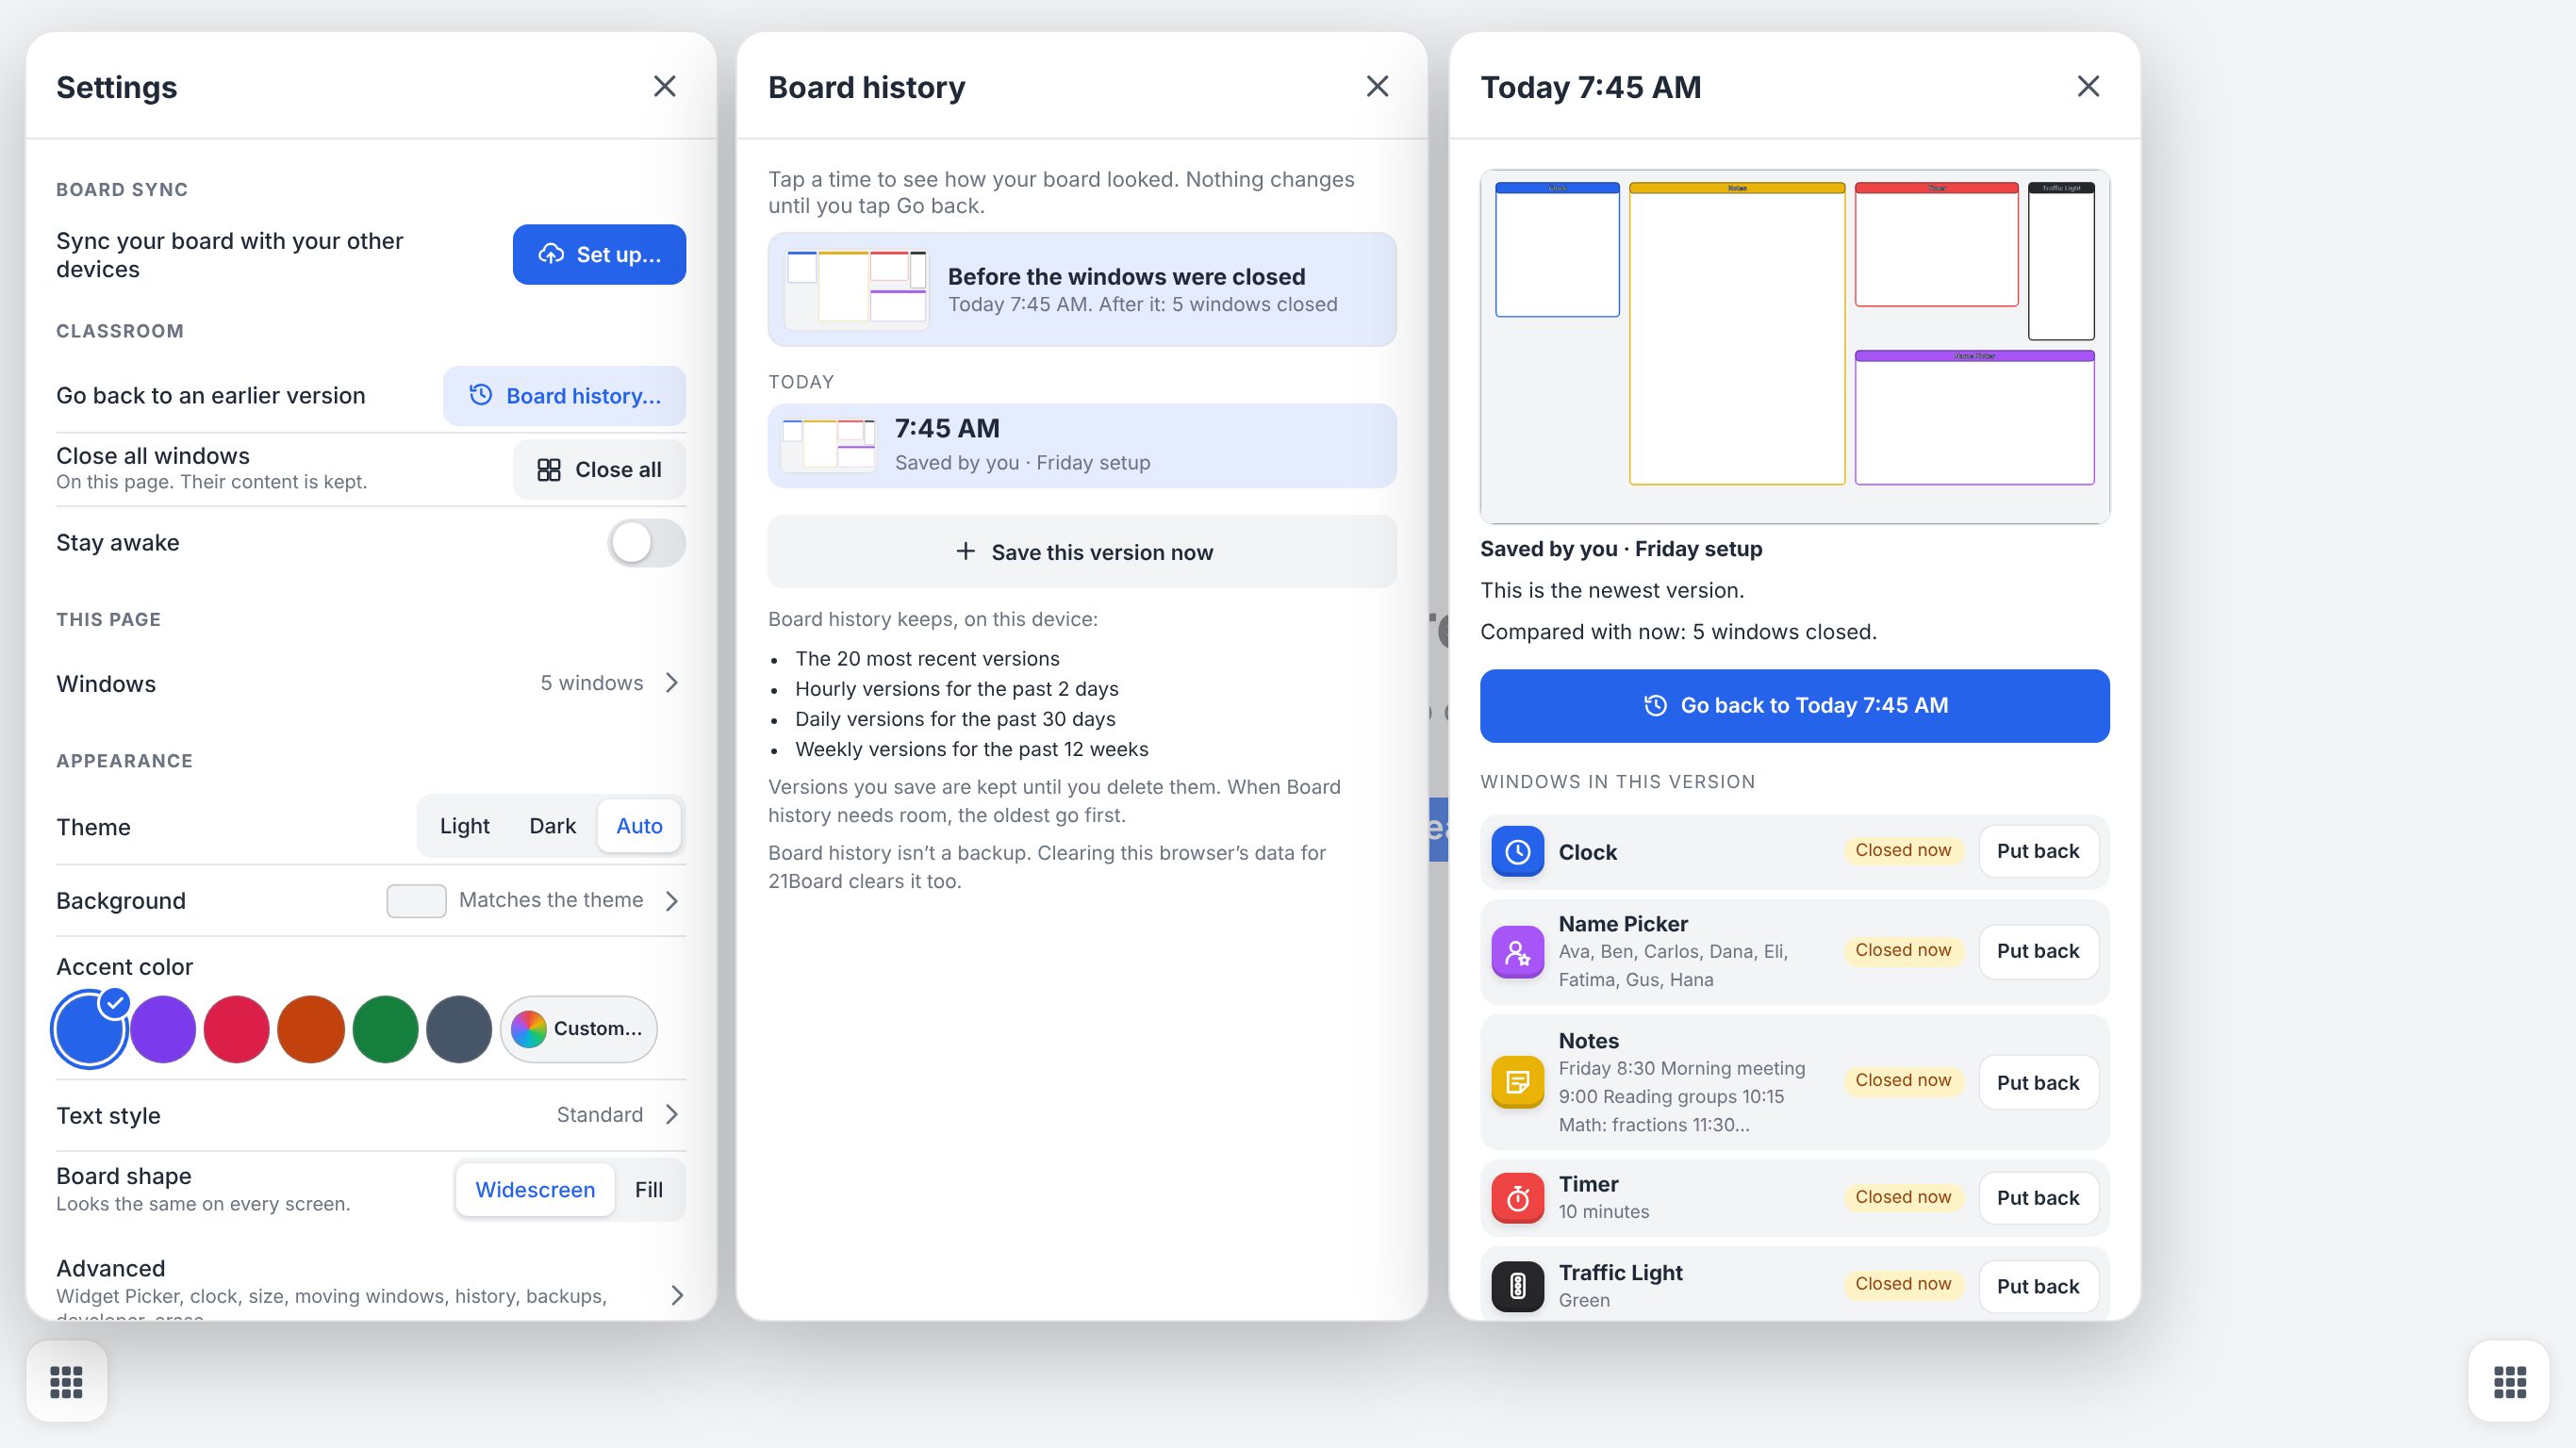 Settings
BOARD SYNC
Sync your board with your other
devices
Set up...
CLASSROOM
Go back to an earlier version
Board history...
Close all windows
On this page. Their content is kept.
Close all
Stay awake
THIS PAGE
Windows
5 windows
APPEARANCE
Theme
Light
Dark
Auto
Background
Matches the theme
Accent color
Custom...
Text style
Standard
Board shape
Looks the same on every screen.
Widescreen
Fill
Advanced
Widget Picker, clock, size, moving windows, history, backups,
Board history
Tap a time to see how your board looked. Nothing changes
until you tap Go back.
Before the windows were closed
Today 7:45 AM. After it: 5 windows closed
TODAY
7:45 AM
Saved by you · Friday setup
Save this version now
Board history keeps, on this device:
• The 20 most recent versions
• Hourly versions for the past 2 days
• Daily versions for the past 30 days
• Weekly versions for the past 12 weeks
Versions you save are kept until you delete them. When Board
history needs room, the oldest go first.
Board history isn’t a backup. Clearing this browser’s data for
21Board clears it too.
Today 7:45 AM
Notes
Timer
Traffic Light
Name Picker
Saved by you · Friday setup
This is the newest version.
Compared with now: 5 windows closed.
Go back to Today 7:45 AM
WINDOWS IN THIS VERSION
Clock
Closed now
Put back
Name Picker
Ava, Ben, Carlos, Dana, Eli,
Fatima, Gus, Hana
Closed now
Put back
Notes
Friday 8:30 Morning meeting
9:00 Reading groups 10:15
Math: fractions 11:30...
Closed now
Put back
Timer
10 minutes
Closed now
Put back
Traffic Light
Green
Closed now
Put back